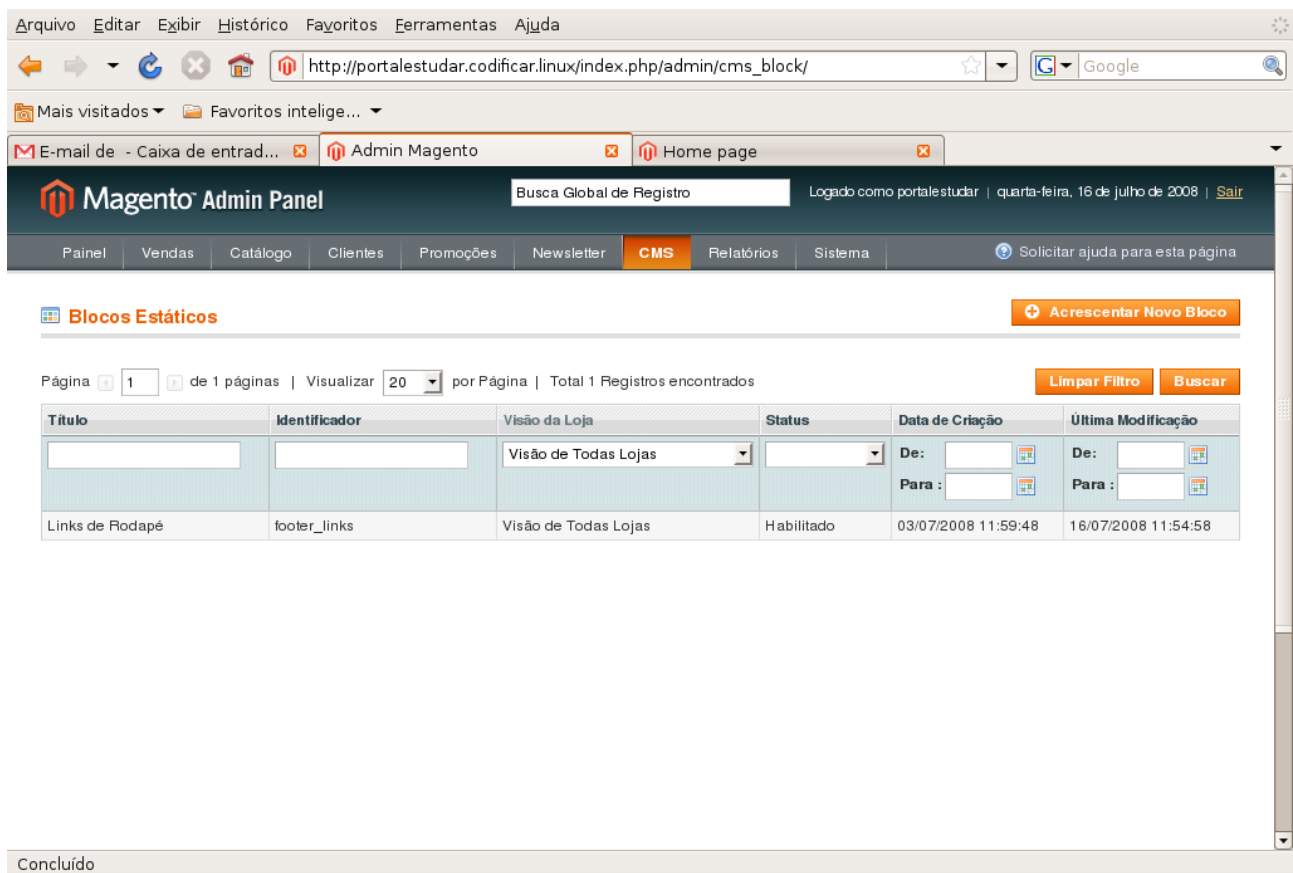 Arquivo Editar Exibir Histórico Favoritos Ferramentas Ajuda
http://portalestudar.codificar.linux/index.php/admin/cms_block/ G Google
Mais visitados Favoritos intelige...
E-mail de - Caixa de entrad... Admin Magento Home page
Magento Admin Panel Busca Global de Registro Logado como portalestudar | quarta-feira, 16 de julho de 2008 | Sair
Painel Vendas Catálogo Clientes Promoções Newsletter CMS Relatórios Sistema Solicitar ajuda para esta página
Blocos Estáticos Acrescentar Novo Bloco
Página 1 de 1 páginas | Visualizar 20 por Página | Total 1 Registros encontrados Limpar Filtro Buscar
Título Identificador Visão da Loja Status Data de Criação Última Modificação
Visão de Todas Lojas De: De:
Para : Para :
Links de Rodapé footer_links Visão de Todas Lojas Habilitado 03/07/2008 11:59:48 16/07/2008 11:54:58
Concluído